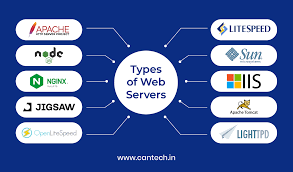 APACHE
LITESPEED
node
Sun
NGINX
Types
of Web
Servers
IIS
JIGSAW
Apache Tomcat
OpenLiteSpeed
LIGHTTPD
www.cantech.in